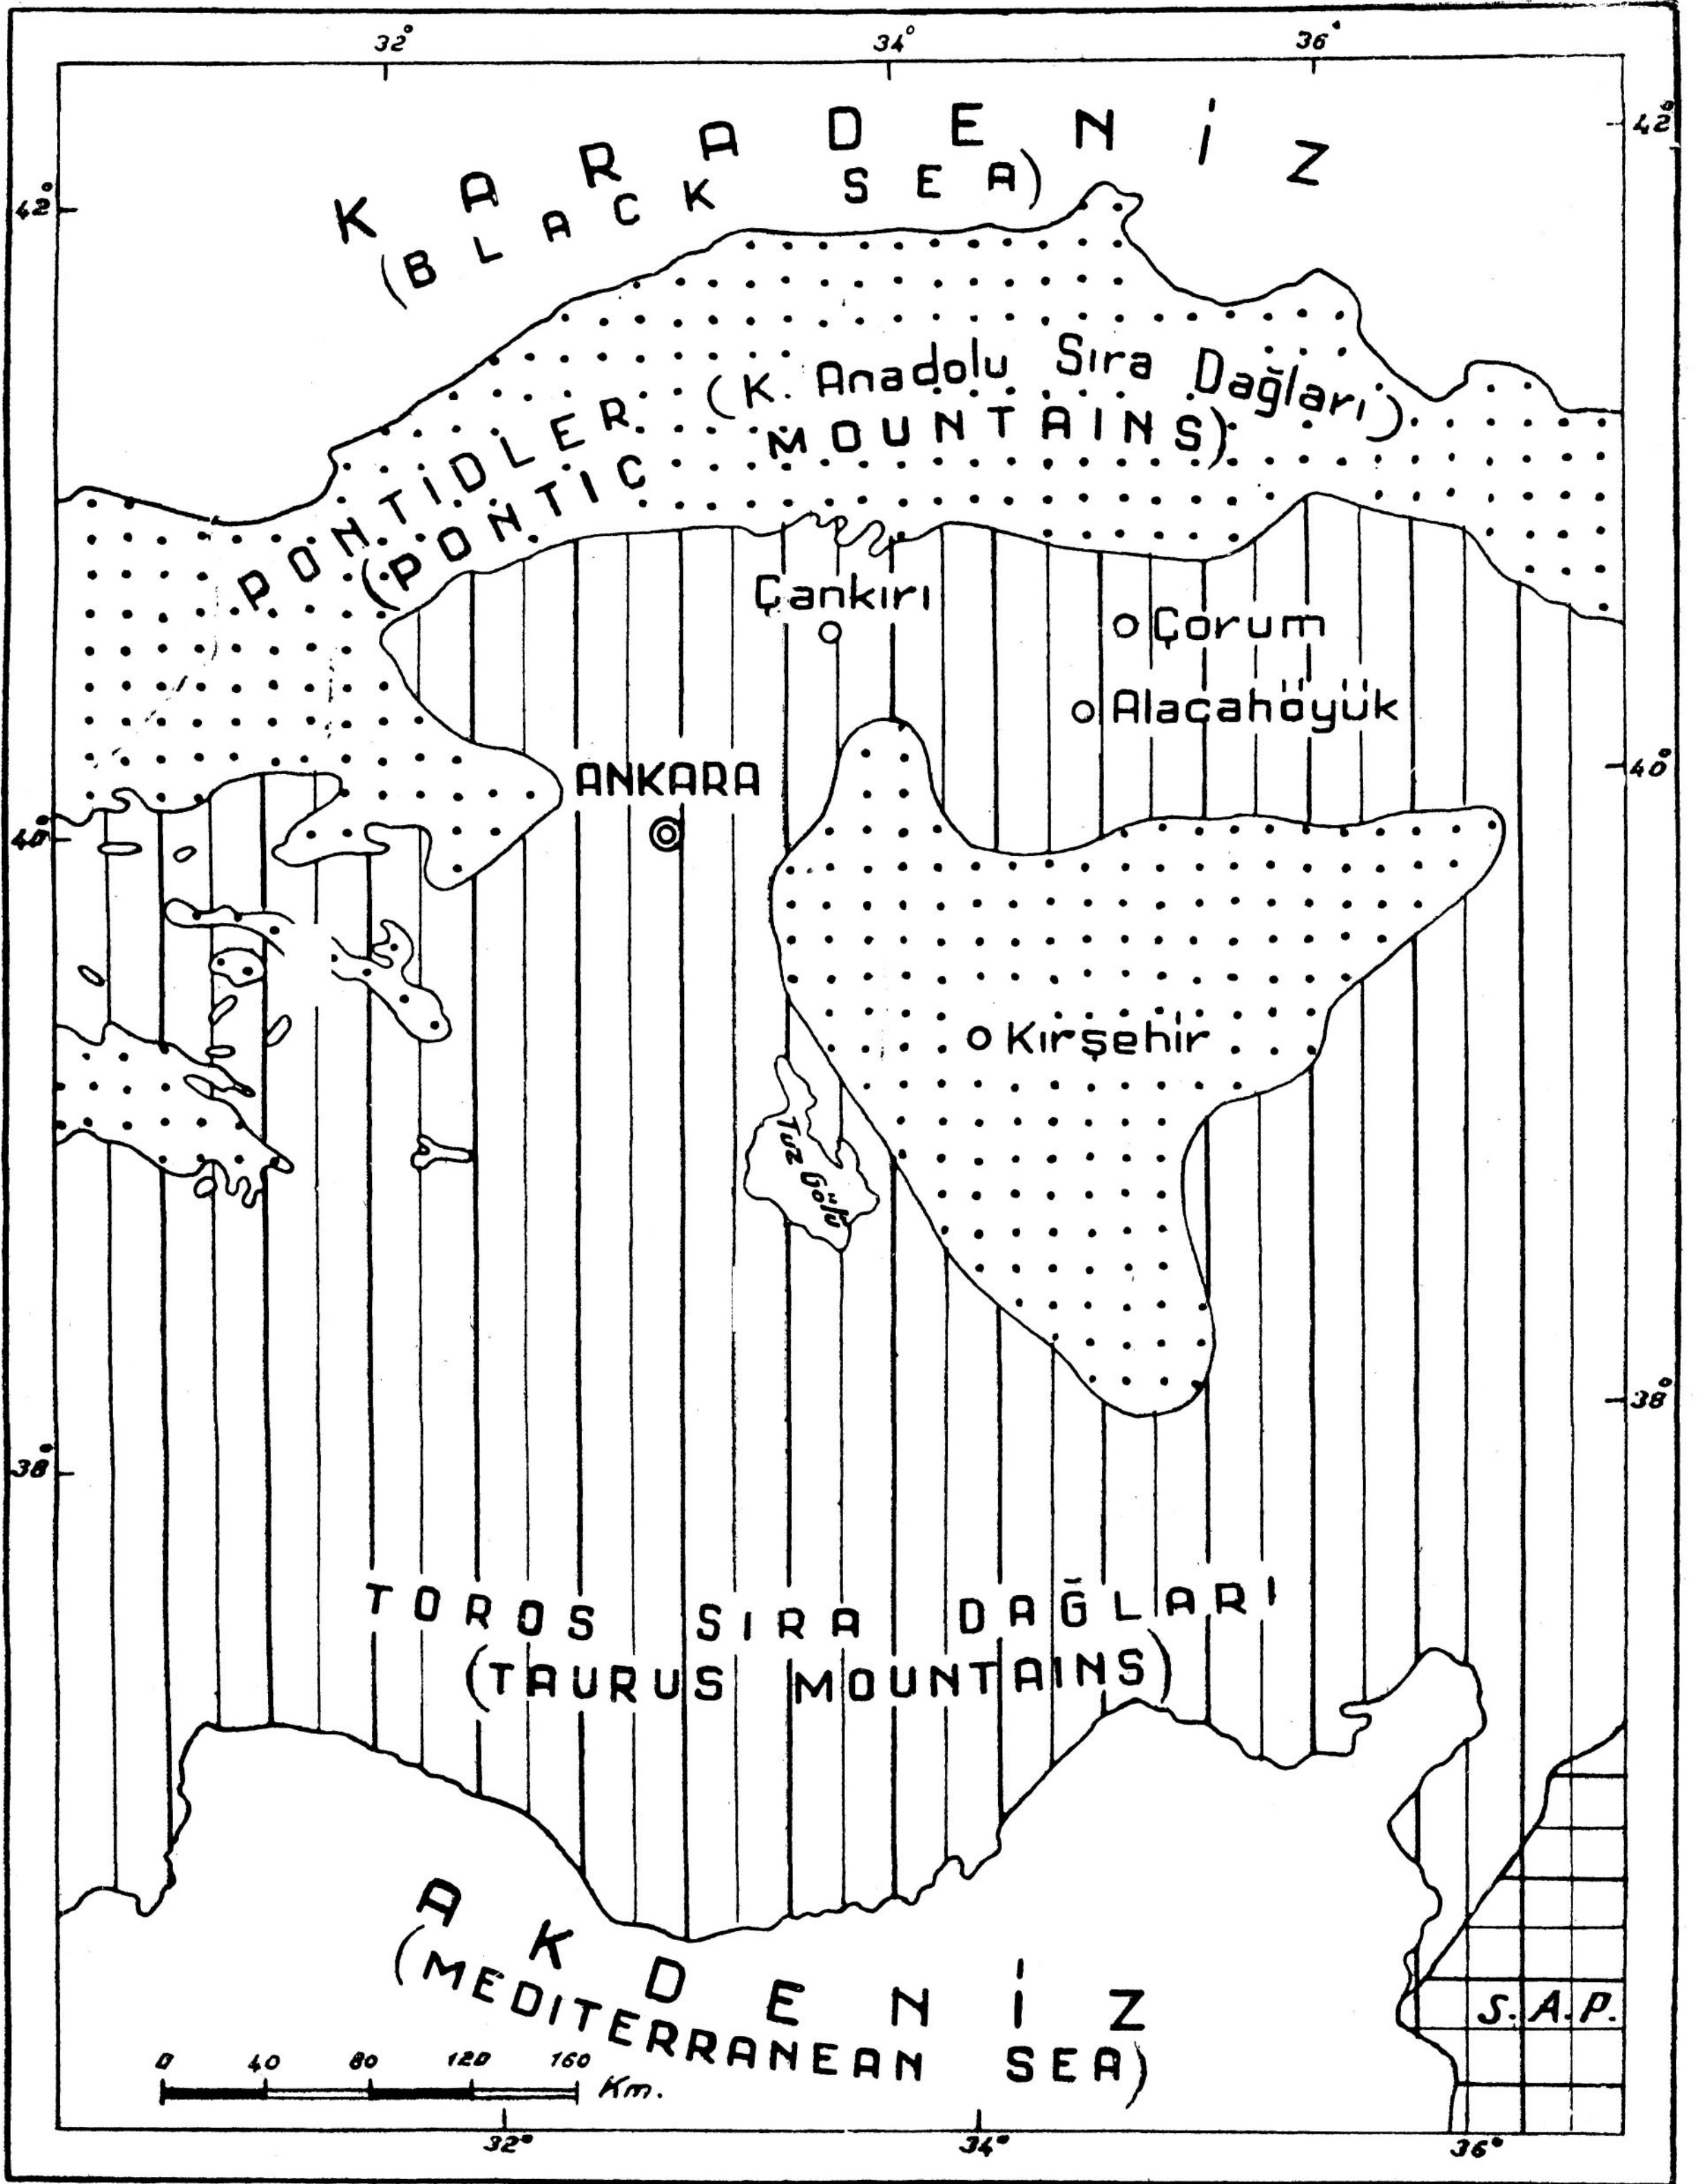 32° 34° 36°
KARADENİZ
(BLACK SEA)
42°
42°
(K. Anadolu Sıra Dağları)
PONTİDLER
(PONTIC MOUNTAINS)
Çankırı
Çorum
Alacahöyük
ANKARA
40°
40°
Kırşehir
Tuz Gölü
38°
38°
TOROS SIRA DAĞLARI
(TAURUS MOUNTAINS)
AKDENİZ
(MEDITERRANEAN SEA)
S.A.P.
0 40 80 120 160 Km.
32° 34° 36°